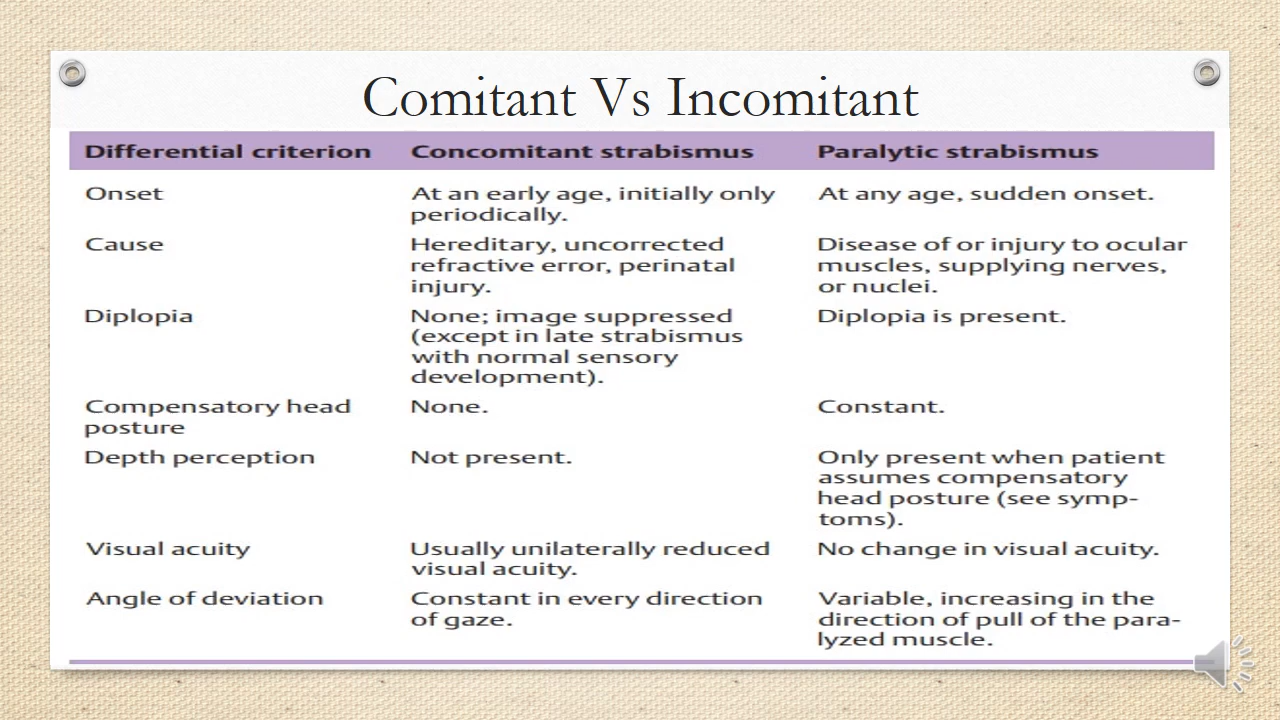 Comitant Vs Incomitant
Differential criterion Concomitant strabismus Paralytic strabismus
Onset At an early age, initially only At any age, sudden onset.
periodically.
Cause Hereditary, uncorrected Disease of or injury to ocular
refractive error, perinatal muscles, supplying nerves,
injury. or nuclei.
Diplopia None; image suppressed Diplopia is present.
(except in late strabismus
with normal sensory
development).
Compensatory head None. Constant.
posture
Depth perception Not present. Only present when patient
assumes compensatory
head posture (see symp-
toms).
Visual acuity Usually unilaterally reduced No change in visual acuity.
visual acuity.
Angle of deviation Constant in every direction Variable, increasing in the
of gaze. direction of pull of the para-
lyzed muscle.